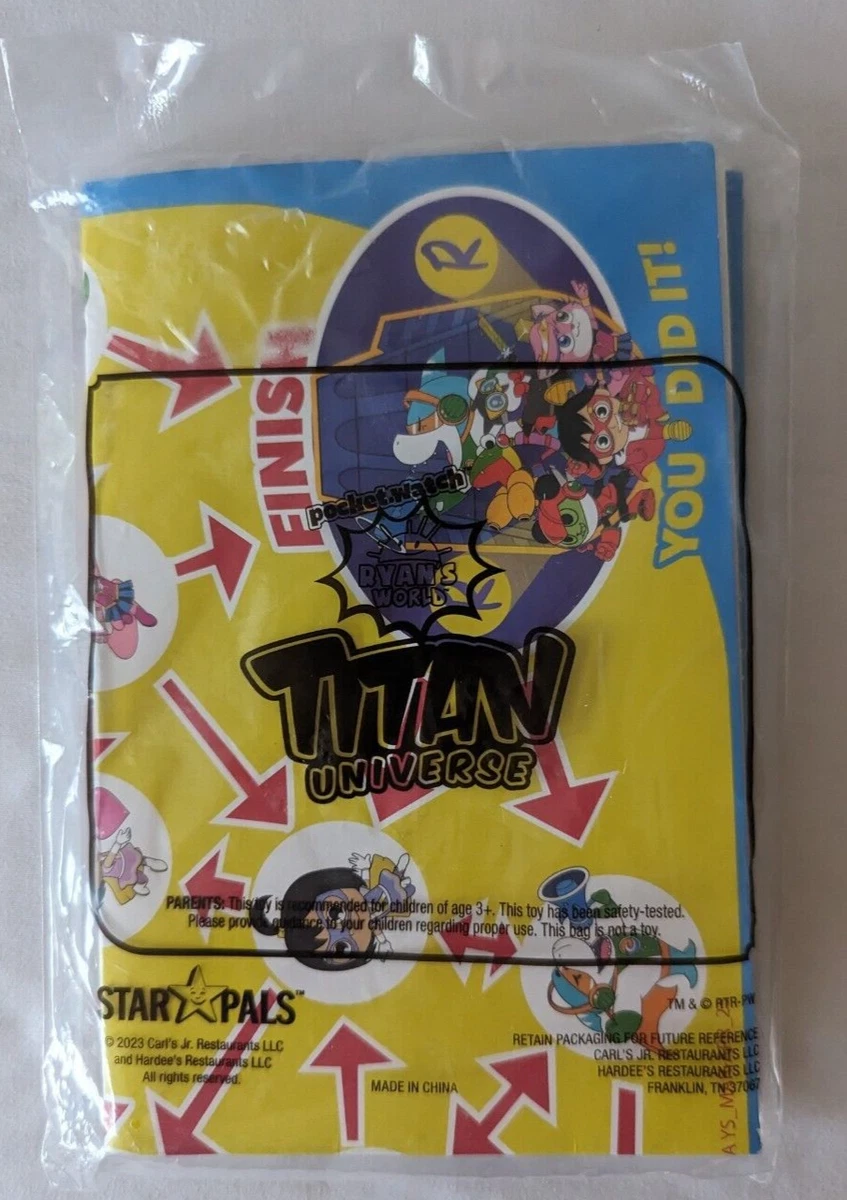 R
FINISH
YOU DID IT!
pocket.watch
RYAN'S
WORLD
TITAN
UNIVERSE
PARENTS: This toy is recommended for children of age 3+. This toy has been safety-tested.
Please provide guidance to your children regarding proper use. This bag is not a toy.
STAR PALS™
© 2023 Carl's Jr. Restaurants LLC
and Hardee's Restaurants LLC
All rights reserved.
MADE IN CHINA
TM & © RTR-PW
RETAIN PACKAGING FOR FUTURE REFERENCE
CARL'S JR. RESTAURANTS LLC
HARDEE'S RESTAURANTS LLC
FRANKLIN, TN 37067